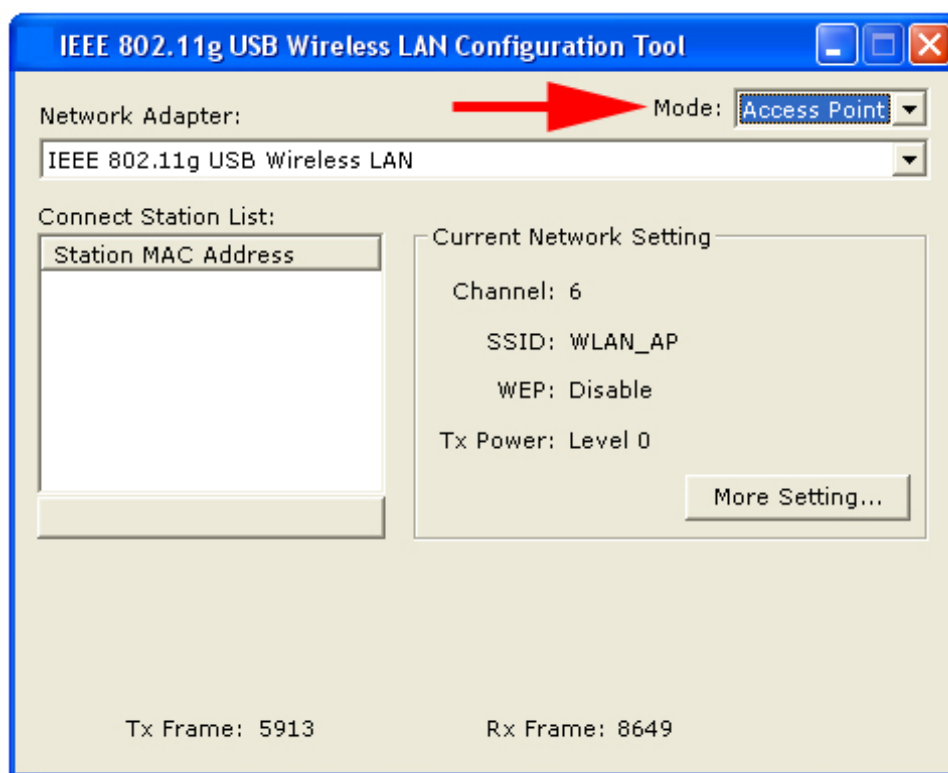 IEEE 802.11g USB Wireless LAN Configuration Tool
Mode: Access Point
Network Adapter:
IEEE 802.11g USB Wireless LAN
Connect Station List:
Station MAC Address
Current Network Setting
Channel: 6
SSID: WLAN_AP
WEP: Disable
Tx Power: Level 0
More Setting...
Tx Frame: 5913
Rx Frame: 8649